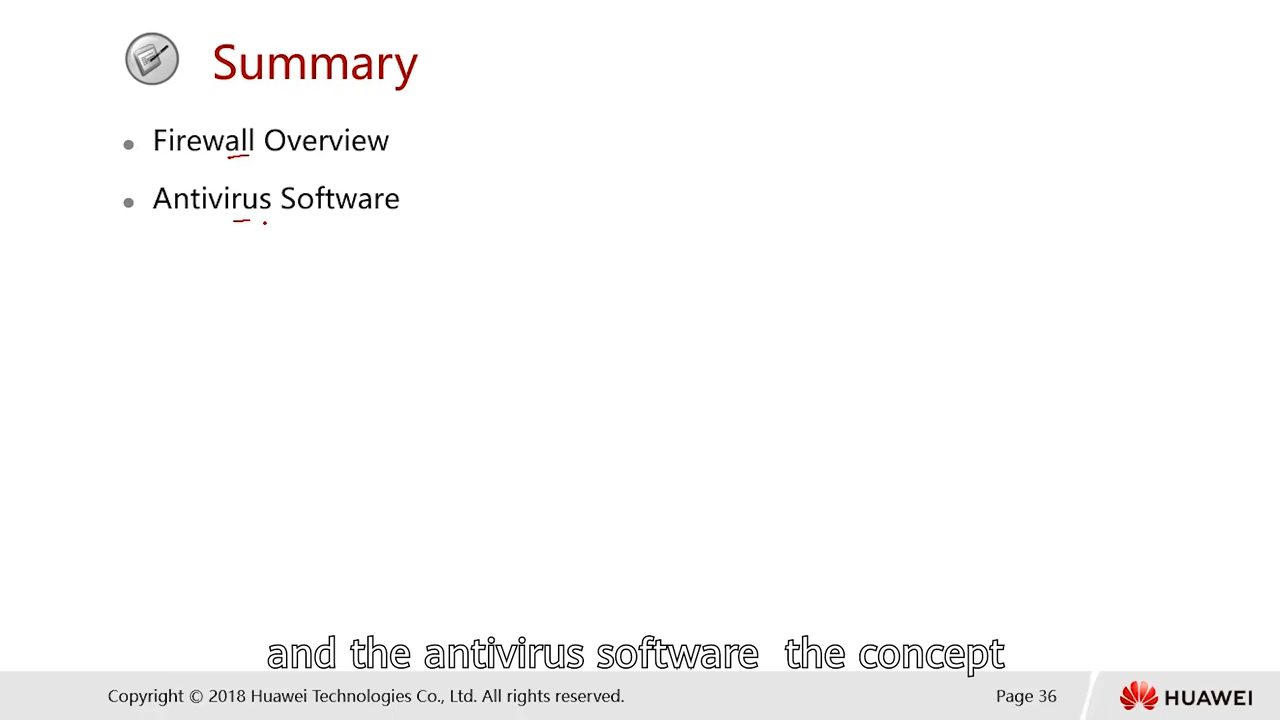 Summary
Firewall Overview
Antivirus Software
and the antivirus software the concept
Copyright © 2018 Huawei Technologies Co., Ltd. All rights reserved.
Page 36
HUAWEI